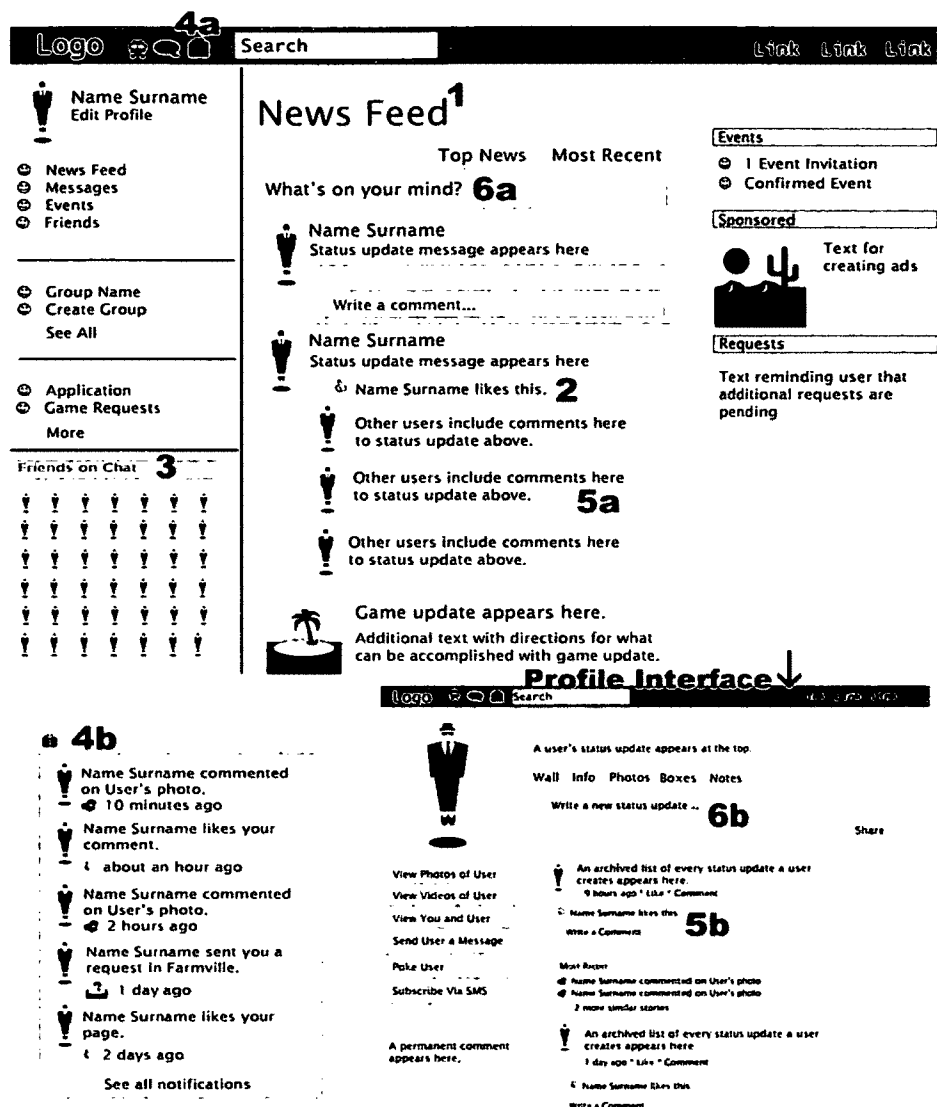 4a
Logo
Search
Link Link Link
Name Surname
Edit Profile
News Feed
Messages
Events
Friends
Group Name
Create Group
See All
Application
Game Requests
More
Friends on Chat 3
News Feed 1
Top News Most Recent
What's on your mind? 6a
Name Surname
Status update message appears here
Write a comment...
Name Surname
Status update message appears here
Name Surname likes this. 2
Other users include comments here
to status update above.
Other users include comments here
to status update above. 5a
Other users include comments here
to status update above.
Game update appears here.
Additional text with directions for what
can be accomplished with game update.
Events
1 Event Invitation
Confirmed Event
Sponsored
Text for
creating ads
Requests
Text reminding user that
additional requests are
pending
4b
Name Surname commented
on User's photo.
10 minutes ago
Name Surname likes your
comment.
about an hour ago
Name Surname commented
on User's photo.
2 hours ago
Name Surname sent you a
request in Farmville.
1 day ago
Name Surname likes your
page.
2 days ago
See all notifications
Profile Interface
Logo
Search
A user's status update appears at the top.
Wall Info Photos Boxes Notes
Write a new status update ... 6b
Share
View Photos of User
View Videos of User
View You and User
Send User a Message
Poke User
Subscribe Via SMS
A permanent comment
appears here.
An archived list of every status update a user
creates appears here.
9 hours ago * Like * Comment
Name Surname likes this
5b
Write a Comment
Most Recent
Name Surname commented on User's photo
Name Surname commented on User's photo
2 more similar stories
An archived list of every status update a user
creates appears here
1 day ago * Like * Comment
Name Surname likes this
Write a Comment